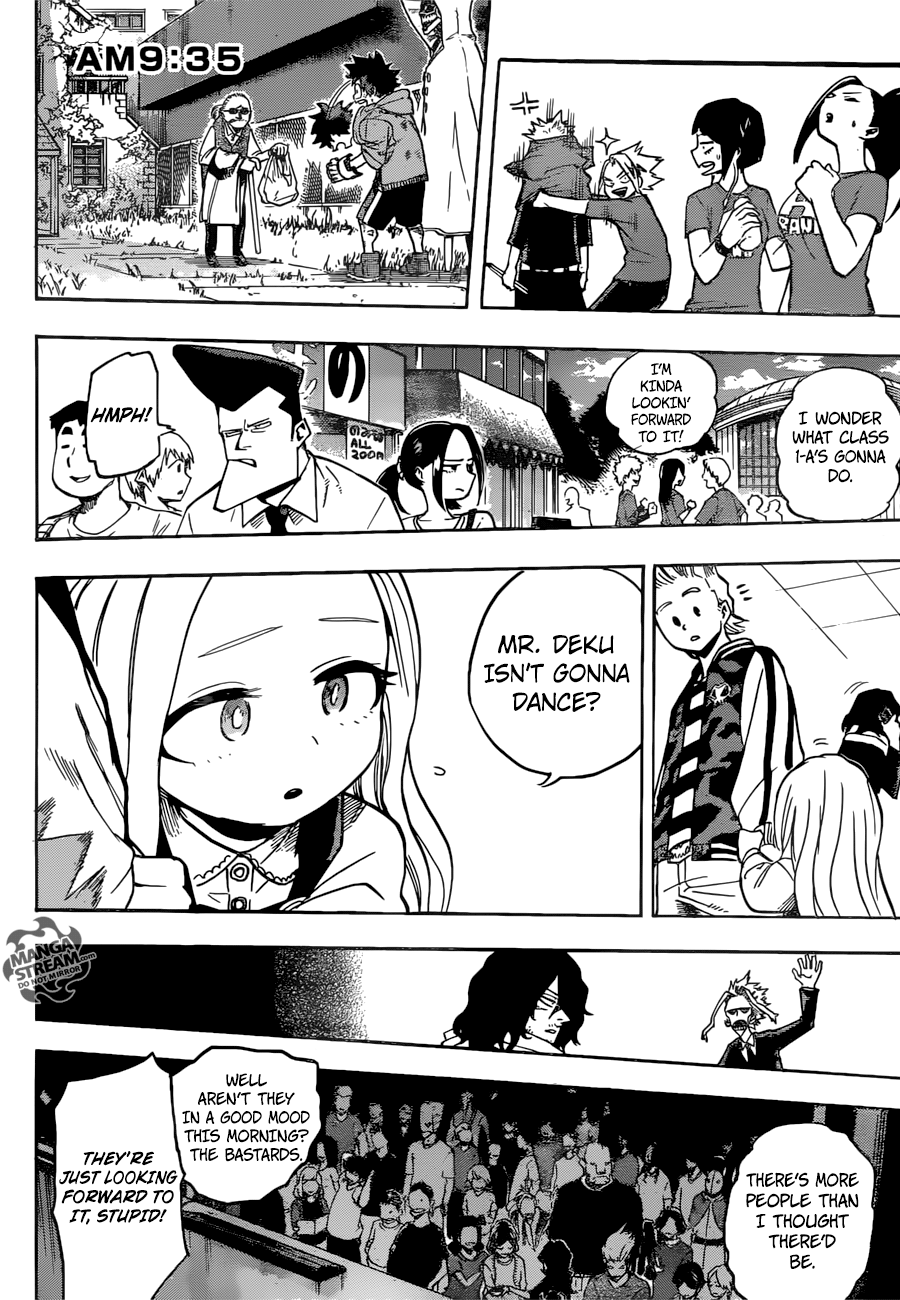 AM9:35
BAN
I WONDER
WHAT CLASS
1-A'S GONNA
DO.
I'M
KINDA
LOOKIN'
FORWARD
TO IT!
の
ALL
200円
HMPH!
MR. DEKU
ISN'T GONNA
DANCE?
MANGA
STREAM.com
DO NOT MIRROR
THERE'S MORE
PEOPLE THAN
I THOUGHT
THERE'D
BE.
WELL
AREN'T THEY
IN A GOOD MOOD
THIS MORNING?
THE BASTARDS.
THEY'RE
JUST LOOKING
FORWARD TO
IT, STUPID!